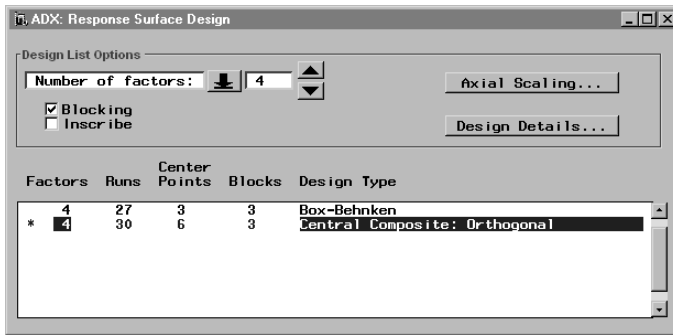 ADX: Response Surface Design
Design List Options
Number of factors: 4
Axial Scaling...
Blocking
Inscribe
Design Details...
Center
Factors Runs Points Blocks Design Type
4 27 3 3 Box-Behnken
* 4 30 6 3 Central Composite: Orthogonal